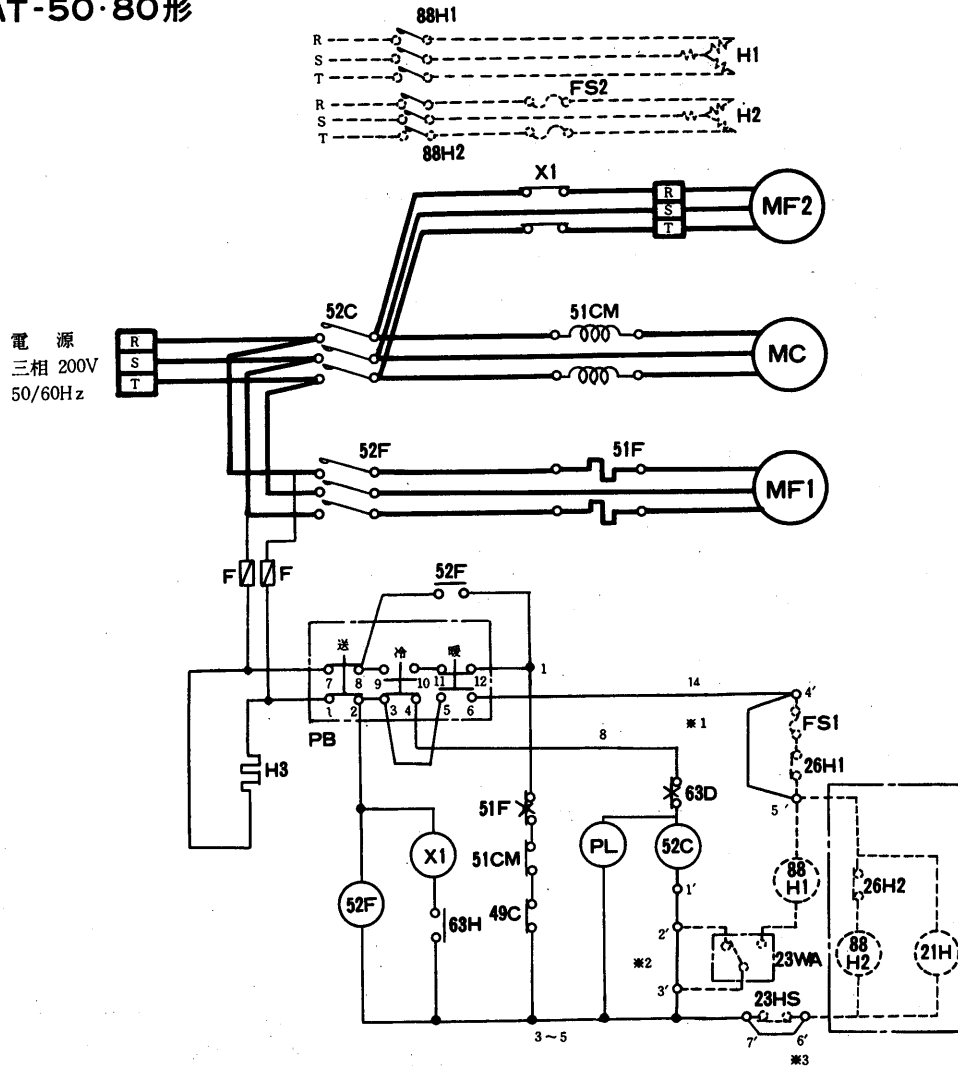 AT-50·80形
88H1
R
S
T
H1
FS2
R
S
T
H2
88H2
X1
R
S
T
MF2
52C
51CM
電 源
三相 200V
50/60Hz
R
S
T
MC
52F
51F
MF1
F
F
52F
送
冷
暖
7
8
9
10
11
12
1
1
2
3
4
5
6
14
4'
PB
8
※1
FS1
26H1
H3
51F
63D
5'
X1
51CM
PL
52C
88
H1
26H2
52F
63H
49C
1'
2'
88
H2
21H
※2
23WA
3'
23HS
3～5
7'
6'
※3